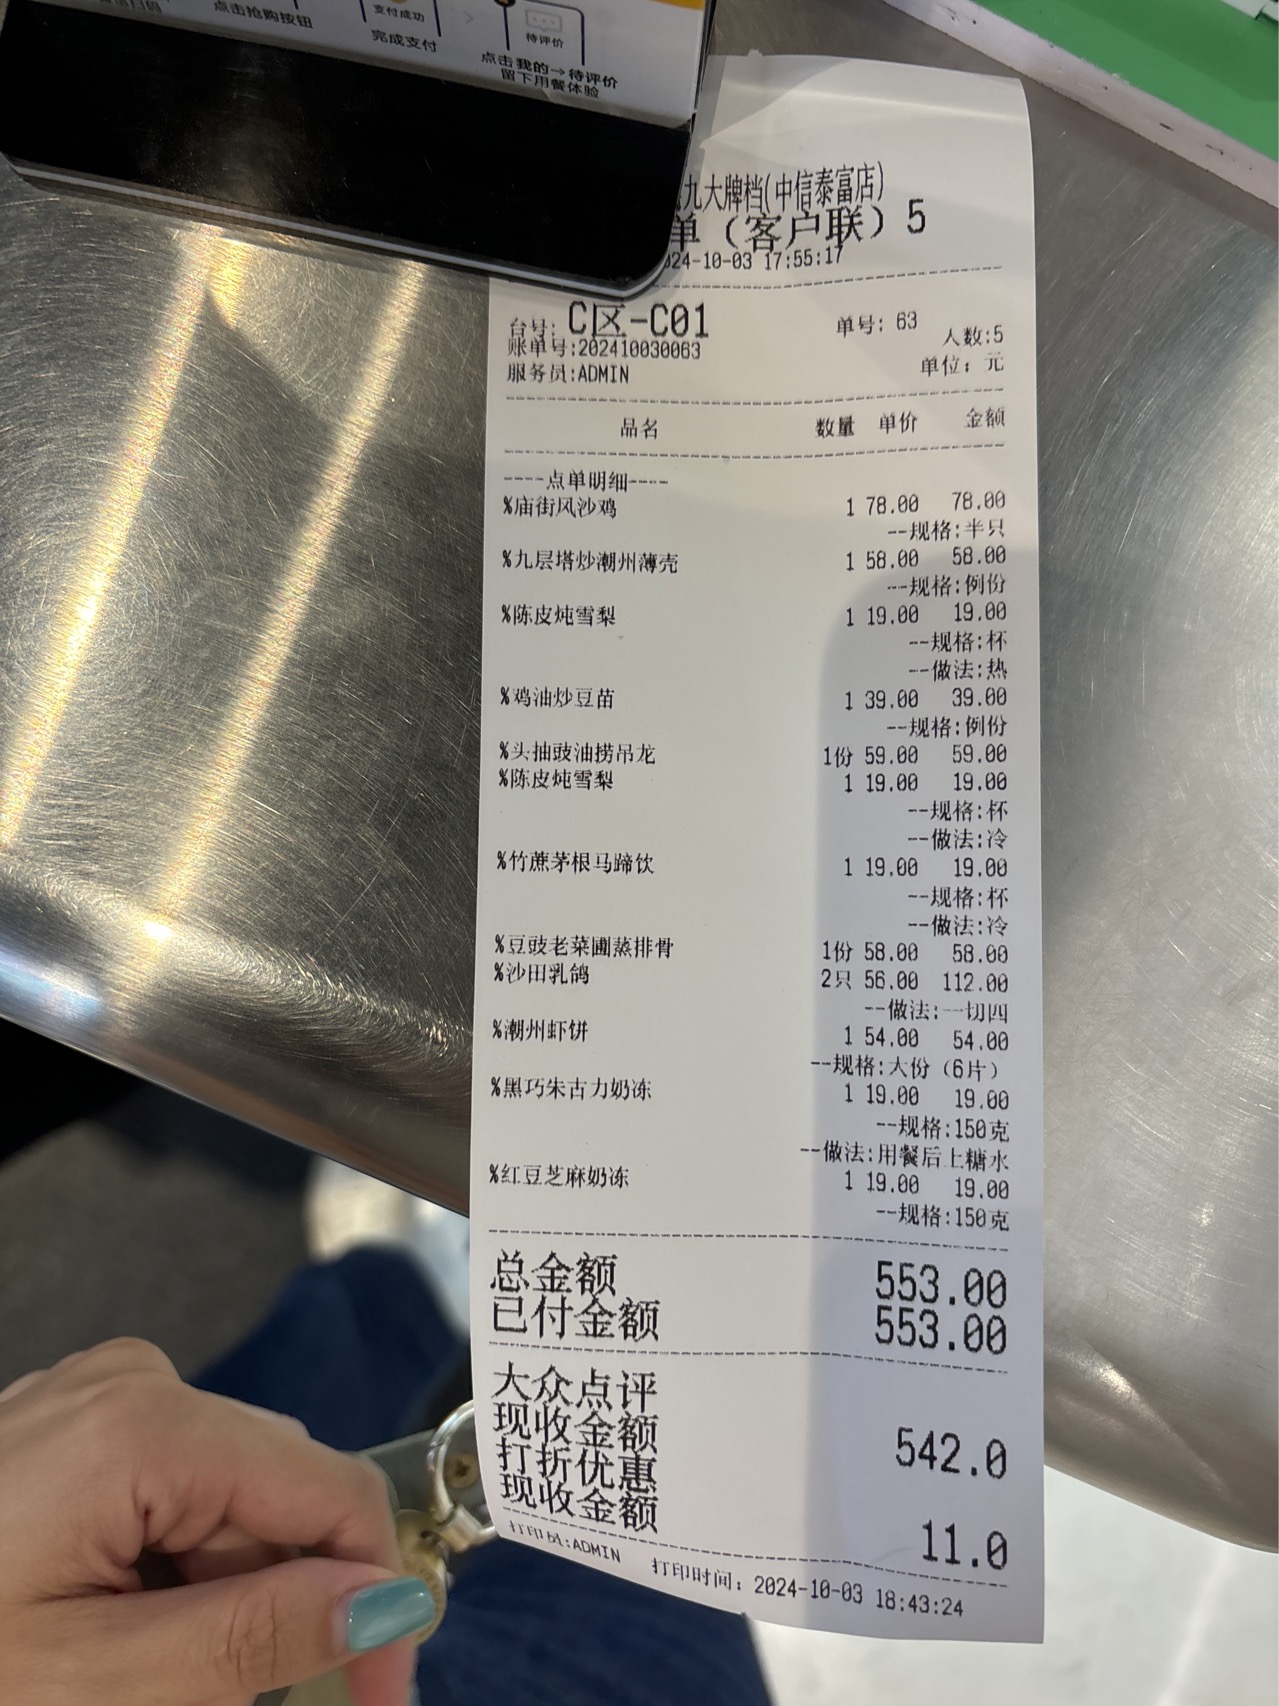 点击抢购按钮
支付成功
完成支付
待评价
点击我的→待评价
留下用餐体验
九大牌档(中信泰富店)
单（客户联）5
024-10-03 17:55:17
台号: C区-C01 单号: 63 人数:5
账单号:202410030063 单位: 元
服务员:ADMIN
品名 数量 单价 金额
----点单明细----
%庙街风沙鸡 1 78.00 78.00
--规格:半只
%九层塔炒潮州薄壳 1 58.00 58.00
--规格:例份
%陈皮炖雪梨 1 19.00 19.00
--规格:杯
--做法:热
%鸡油炒豆苗 1 39.00 39.00
--规格:例份
%头抽豉油捞吊龙 1份 59.00 59.00
%陈皮炖雪梨 1 19.00 19.00
--规格:杯
--做法:冷
%竹蔗茅根马蹄饮 1 19.00 19.00
--规格:杯
--做法:冷
%豆豉老菜圃蒸排骨 1份 58.00 58.00
%沙田乳鸽 2只 56.00 112.00
--做法:一切四
%潮州虾饼 1 54.00 54.00
--规格:大份（6片）
%黑巧朱古力奶冻 1 19.00 19.00
--规格:150克
--做法:用餐后上糖水
%红豆芝麻奶冻 1 19.00 19.00
--规格:150克
总金额 553.00
已付金额 553.00
大众点评
现收金额 542.0
打折优惠
现收金额 11.0
打印员:ADMIN 打印时间: 2024-10-03 18:43:24